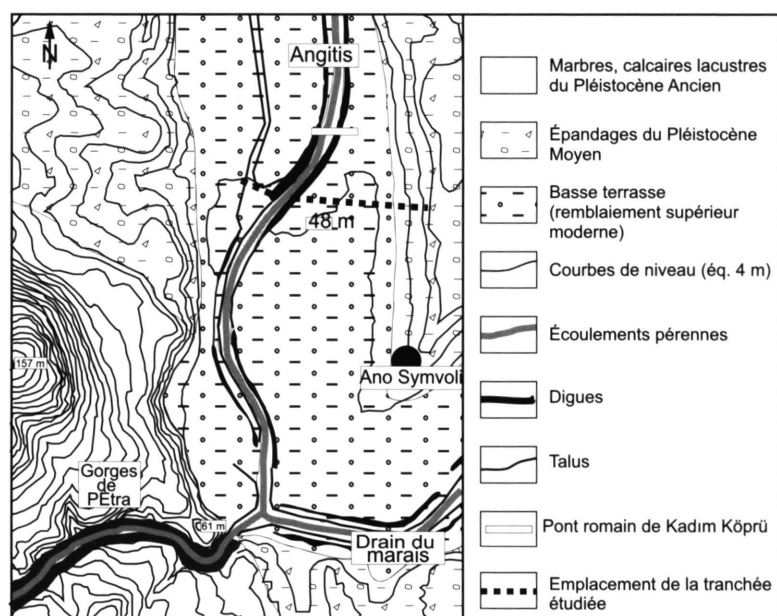 N
Angitis
48 m
157 m
Ano Symvoli
Gorges
de
PEtra
61 m
Drain du
marais
Marbres, calcaires lacustres
du Pléistocène Ancien
Épandages du Pléistocène
Moyen
Basse terrasse
(remblaiement supérieur
moderne)
Courbes de niveau (éq. 4 m)
Écoulements pérennes
Digues
Talus
Pont romain de Kadım Köprü
Emplacement de la tranchée
étudiée